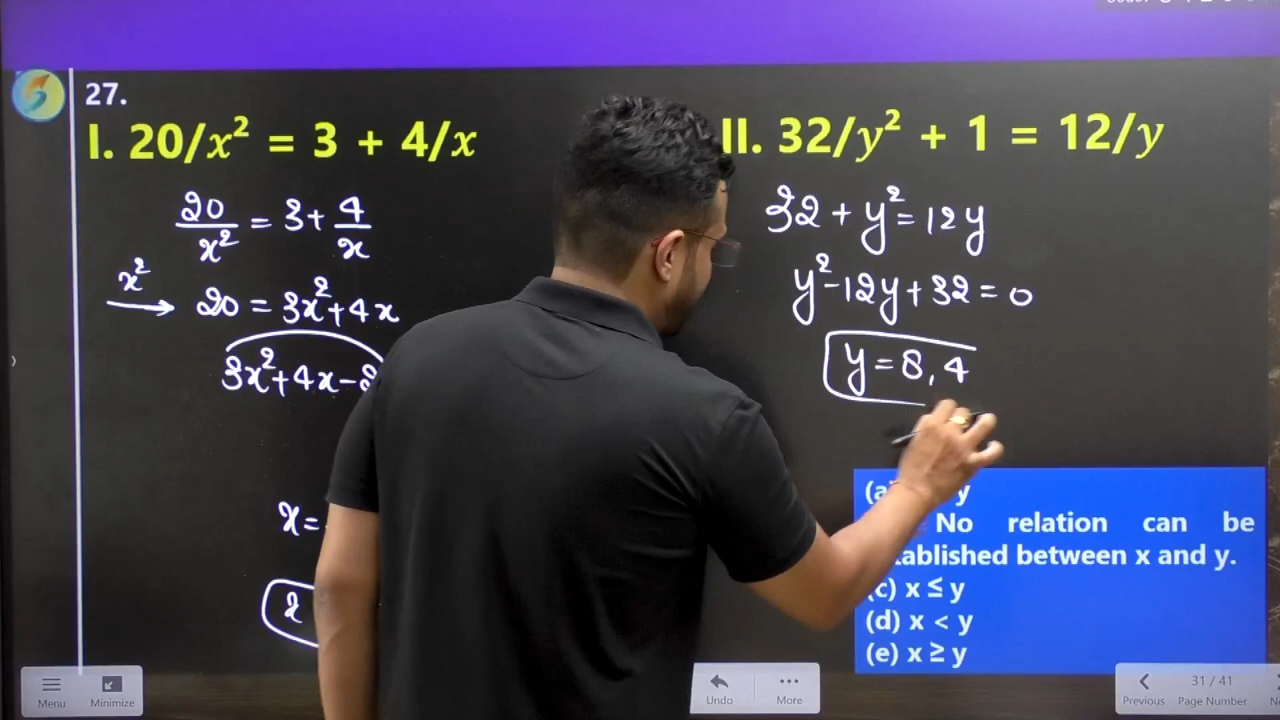 27.
I. 20/x² = 3 + 4/x
II. 32/y² + 1 = 12/y
20/x² = 3 + 4/x
x² → 20 = 3x² + 4x
3x² + 4x −
x =
32 + y² = 12y
y² - 12y + 32 = 0
y = 8, 4
(a) y
No relation can be
between x and y.
(c) x ≤ y
(d) x < y
(e) x ≥ y
Menu
Minimize
Undo
More
Previous
31 / 41
Page Number